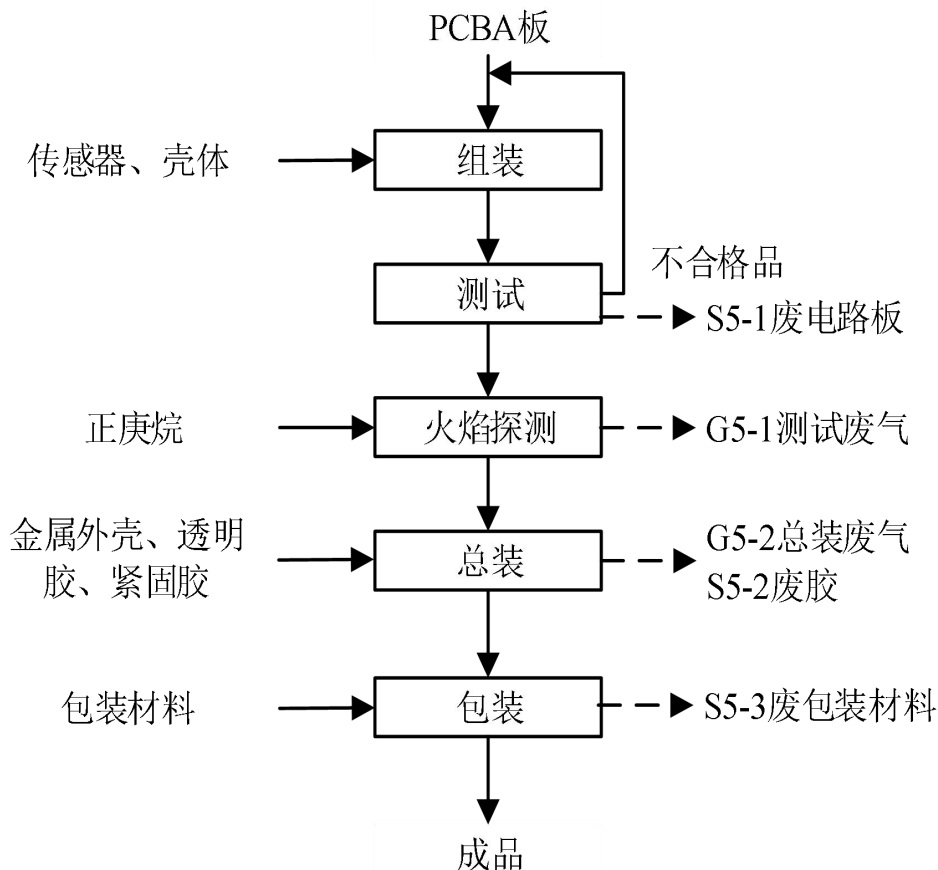 PCBA板
传感器、壳体
组装
不合格品
测试
S5-1废电路板
正庚烷
火焰探测
G5-1测试废气
金属外壳、透明
胶、紧固胶
总装
G5-2总装废气
S5-2废胶
包装材料
包装
S5-3废包装材料
成品